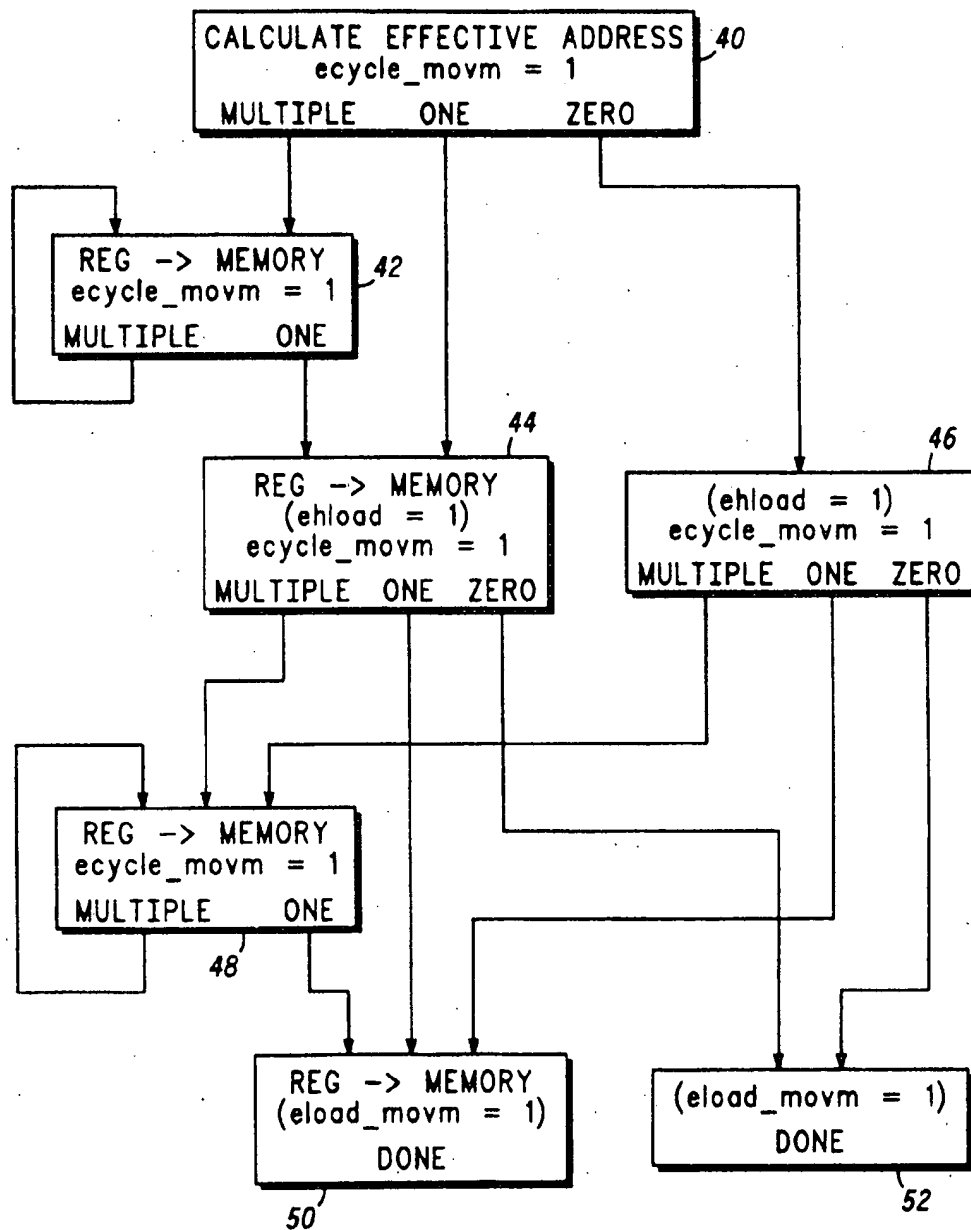 CALCULATE EFFECTIVE ADDRESS
ecycle_movm = 1
MULTIPLE ONE ZERO
40
REG -> MEMORY
ecycle_movm = 1
MULTIPLE ONE
42
44
REG -> MEMORY
(ehload = 1)
ecycle_movm = 1
MULTIPLE ONE ZERO
46
(ehload = 1)
ecycle_movm = 1
MULTIPLE ONE ZERO
REG -> MEMORY
ecycle_movm = 1
MULTIPLE ONE
48
REG -> MEMORY
(eload_movm = 1)
DONE
50
(eload_movm = 1)
DONE
52